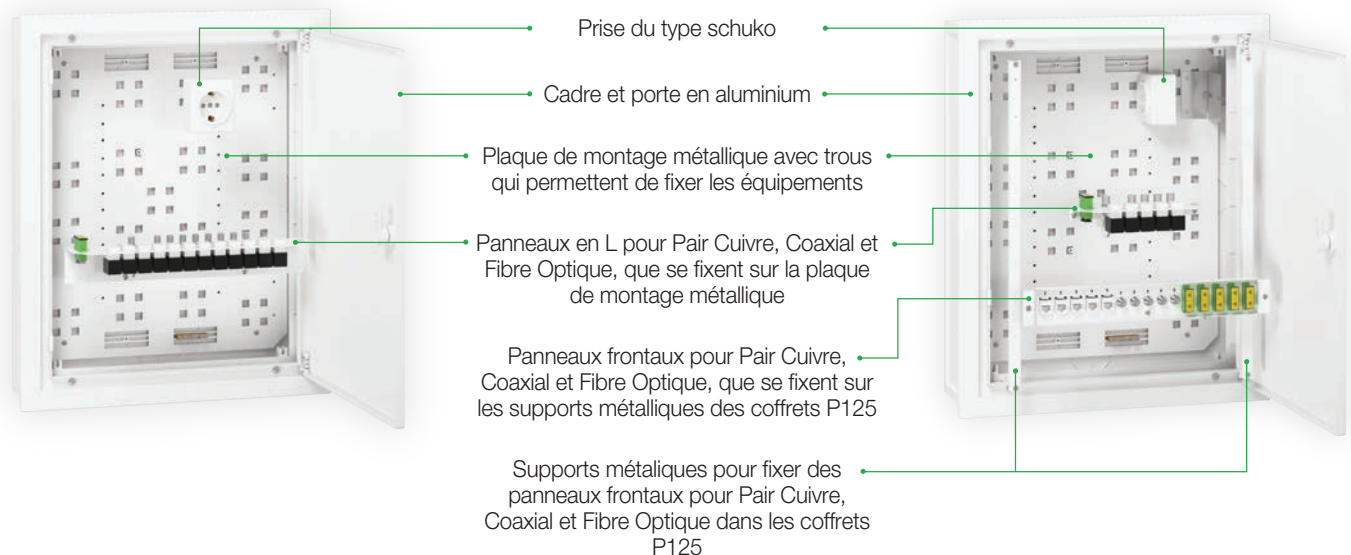 Prise du type schuko
Cadre et porte en aluminium
Plaque de montage métallique avec trous
qui permettent de fixer les équipements
Panneaux en L pour Pair Cuivre, Coaxial et
Fibre Optique, que se fixent sur la plaque
de montage métallique
Panneaux frontaux pour Pair Cuivre,
Coaxial et Fibre Optique, que se fixent sur
les supports métalliques des coffrets P125
Supports métaliques pour fixer des
panneaux frontaux pour Pair Cuivre,
Coaxial et Fibre Optique dans les coffrets
P125